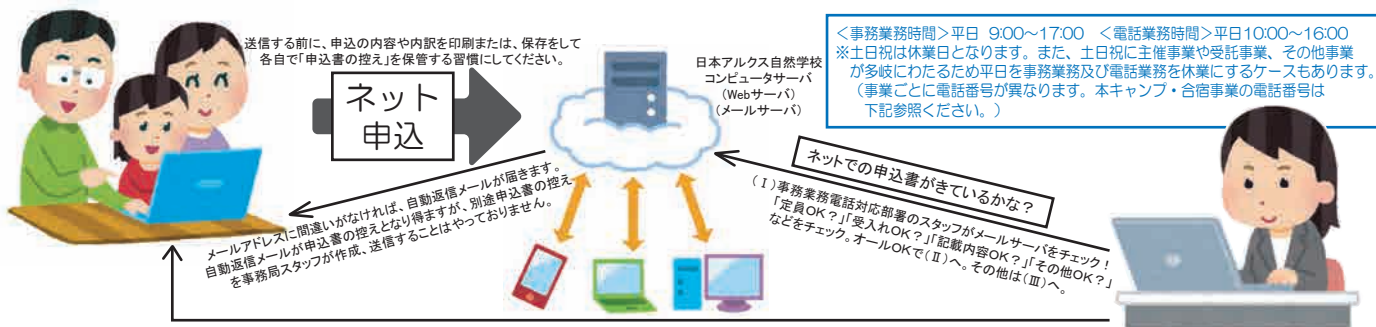 送信する前に、申込の内容や内訳を印刷または、保存をして
各自で「申込書の控え」を保管する習慣にしてください。
ネット
申込
日本アルクス自然学校
コンピュータサーバ
(Webサーバ)
(メールサーバ)
＜事務業務時間＞平日 9:00～17:00 ＜電話業務時間＞平日10:00～16:00
※土日祝は休業日となります。また、土日祝に主催事業や受託事業、その他事業
が多岐にわたるため平日を事務業務及び電話業務を休業にするケースもあります。
（事業ごとに電話番号が異なります。本キャンプ・合宿事業の電話番号は
下記参照ください。）
メールアドレスに間違いがなければ、自動返信メールが届きます。
自動返信メールが申込書の控えとなり得ますが、別途申込書の控え
を事務局スタッフが作成、送信することはやっておりません。
ネットでの申込書がきているかな？
（Ⅰ）事務業務電話対応部署のスタッフがメールサーバをチェック！
「定員OK？」「受入れOK？」「記載内容OK？」「その他OK？」
などをチェック。オールOKで（Ⅱ）へ。その他は（Ⅲ）へ。